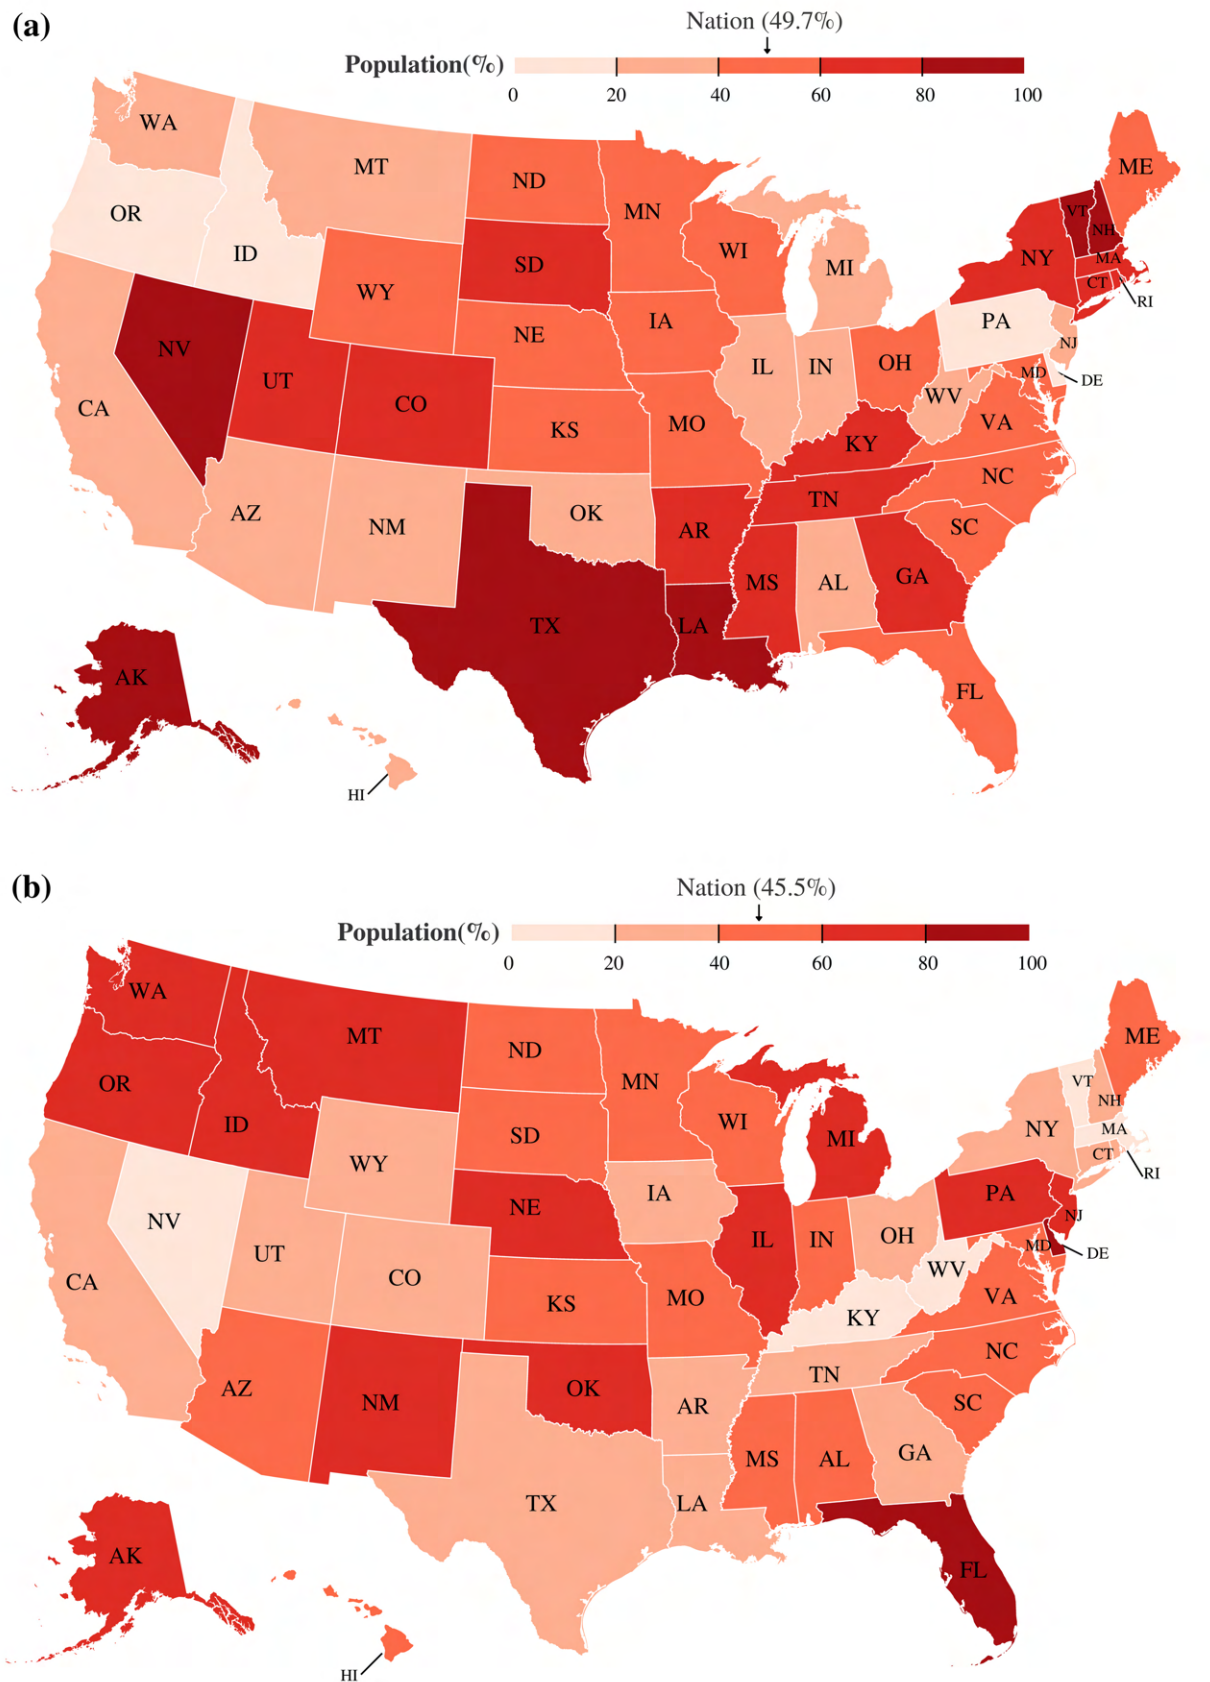 (a)
Nation (49.7%)
Population(%)
0 20 40 60 80 100
WA
MT
ND
MN
ME
OR
ID
SD
WI
MI
NY
VT
NH
MA
CT
RI
WY
NE
IA
PA
NJ
NV
UT
CO
IL
IN
OH
MD
DE
WV
CA
KS
MO
KY
VA
AZ
NM
OK
AR
TN
NC
SC
MS
AL
GA
TX
LA
FL
AK
HI
(b)
Nation (45.5%)
Population(%)
0 20 40 60 80 100
WA
MT
ND
MN
ME
OR
ID
SD
WI
MI
NY
VT
NH
MA
CT
RI
WY
NE
IA
PA
NJ
NV
UT
CO
IL
IN
OH
MD
DE
WV
CA
KS
MO
KY
VA
AZ
NM
OK
AR
TN
NC
SC
MS
AL
GA
TX
LA
FL
AK
HI